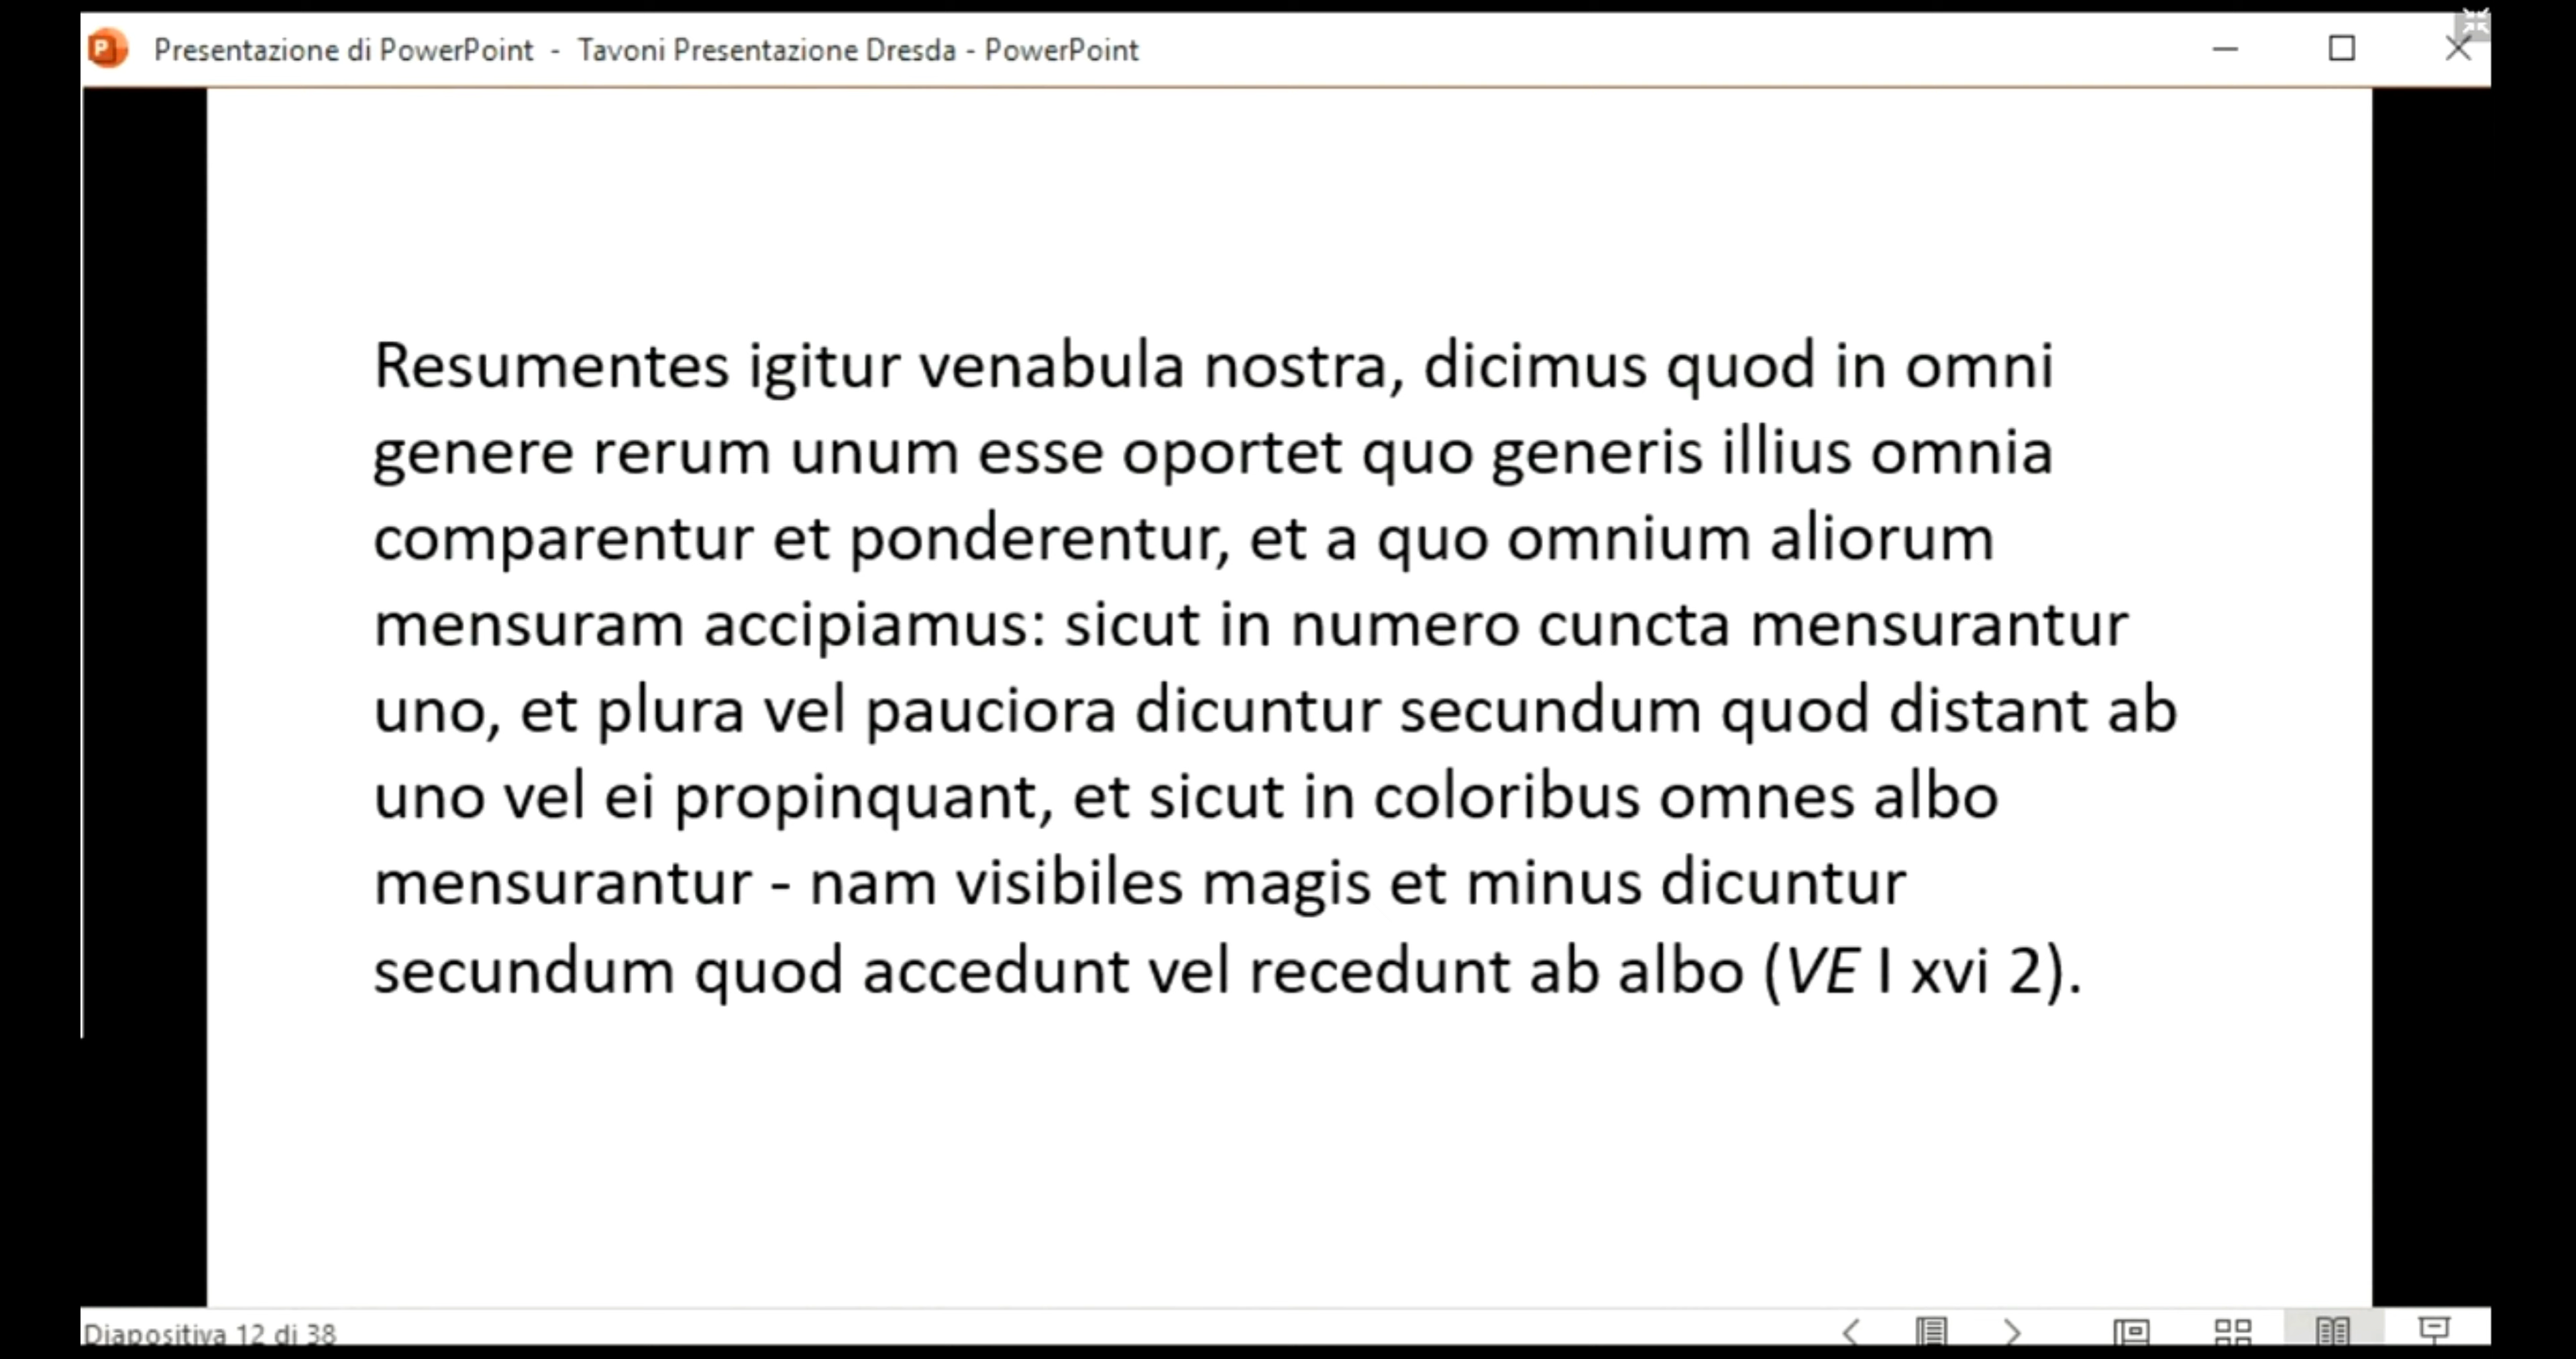 Presentazione di PowerPoint - Tavoni Presentazione Dresda - PowerPoint
Resumentes igitur venabula nostra, dicimus quod in omni
genere rerum unum esse oportet quo generis illius omnia
comparentur et ponderentur, et a quo omnium aliorum
mensuram accipiamus: sicut in numero cuncta mensurantur
uno, et plura vel pauciora dicuntur secundum quod distant ab
uno vel ei propinquant, et sicut in coloribus omnes albo
mensurantur - nam visibiles magis et minus dicuntur
secundum quod accedunt vel recedunt ab albo (VE I xvi 2).
Diapositiva 12 di 38